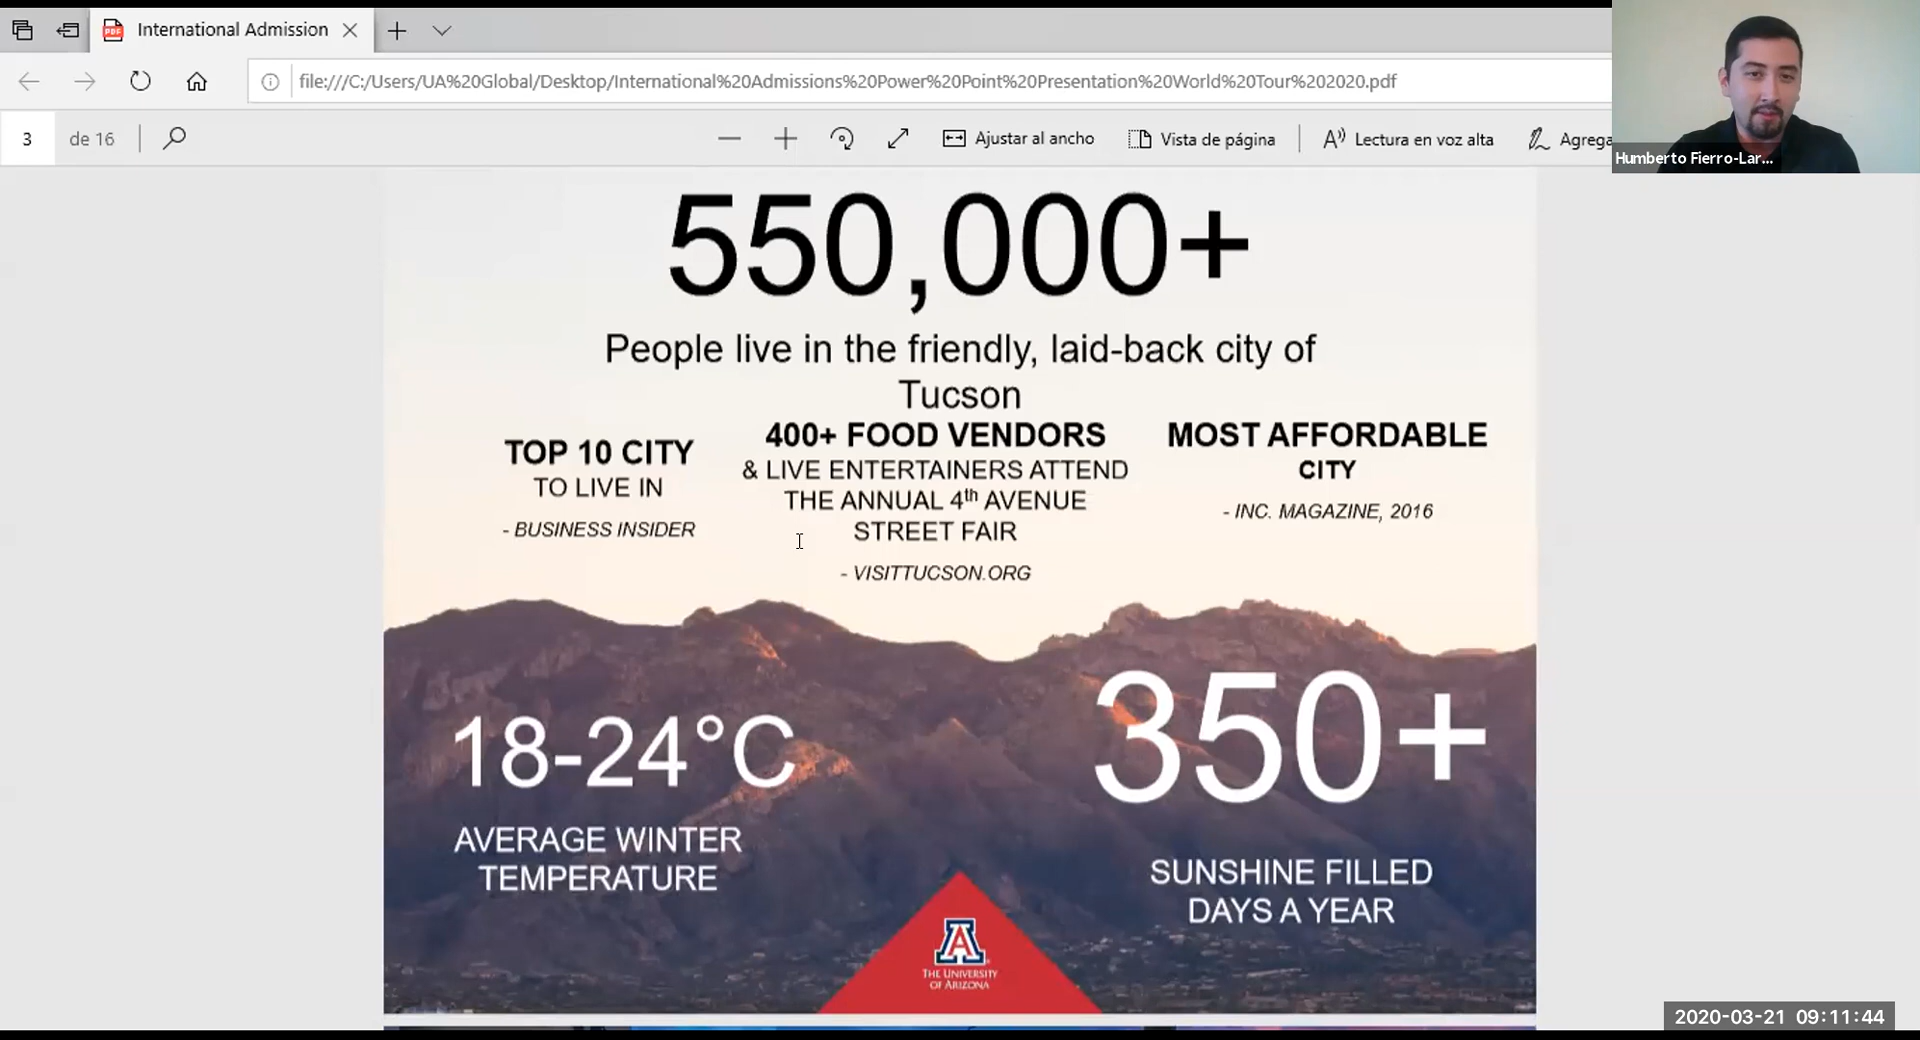 International Admission
file:///C:/Users/UA%20Global/Desktop/International%20Admissions%20Power%20Point%20Presentation%20World%20Tour%202020.pdf
3 de 16
Ajustar al ancho
Vista de página
Lectura en voz alta
Agrega
Humberto Fierro-Lar...
550,000+
People live in the friendly, laid-back city of
Tucson
TOP 10 CITY
TO LIVE IN
- BUSINESS INSIDER
400+ FOOD VENDORS
& LIVE ENTERTAINERS ATTEND
THE ANNUAL 4th AVENUE
STREET FAIR
- VISITTUCSON.ORG
MOST AFFORDABLE
CITY
- INC. MAGAZINE, 2016
18-24°C
AVERAGE WINTER
TEMPERATURE
350+
SUNSHINE FILLED
DAYS A YEAR
A
THE UNIVERSITY
OF ARIZONA
2020-03-21 09:11:44